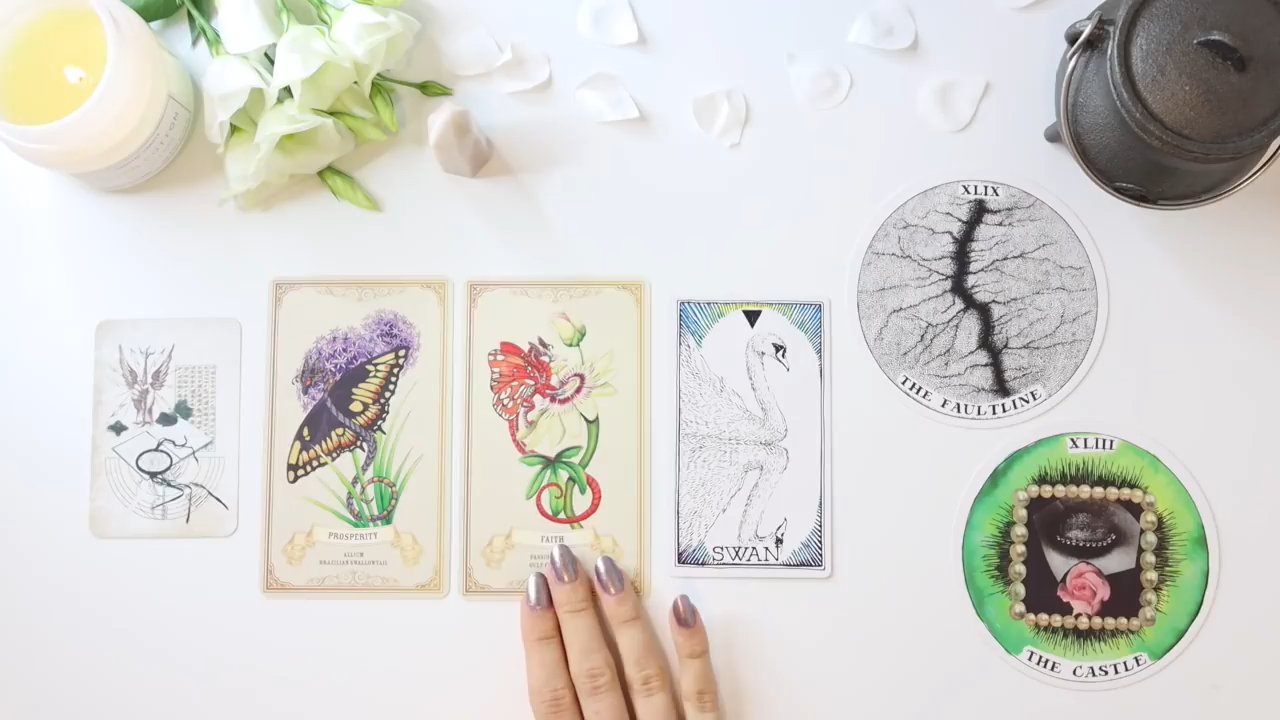 PROSPERITY
ALLIUM
BRAZILIAN SWALLOWTAIL
FAITH
SWAN
XLIX
THE FAULTLINE
XLIII
THE CASTLE